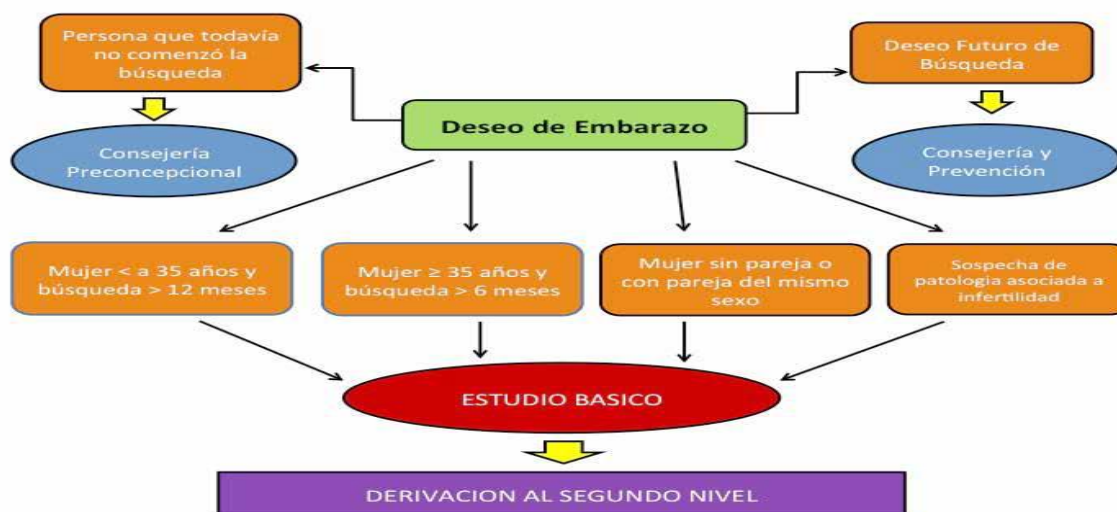 Persona que todavía
no comenzó la
búsqueda
Deseo Futuro de
Búsqueda
Deseo de Embarazo
Consejería
Preconcepcional
Consejería y
Prevención
Mujer < a 35 años y
búsqueda > 12 meses
Mujer ≥ 35 años y
búsqueda > 6 meses
Mujer sin pareja o
con pareja del mismo
sexo
Sospecha de
patologia asociada a
infertilidad
ESTUDIO BASICO
DERIVACION AL SEGUNDO NIVEL